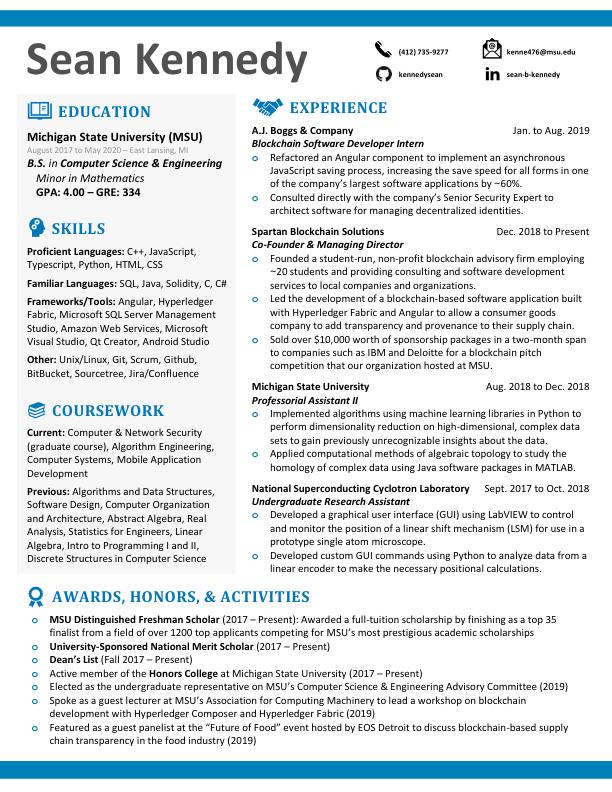 Sean Kennedy
(412) 735-9277
kenne476@msu.edu
kennedysean
sean-b-kennedy
EDUCATION
Michigan State University (MSU)
August 2017 to May 2020 – East Lansing, MI
B.S. in Computer Science & Engineering
Minor in Mathematics
GPA: 4.00 – GRE: 334
SKILLS
Proficient Languages: C++, JavaScript,
Typescript, Python, HTML, CSS
Familiar Languages: SQL, Java, Solidity, C, C#
Frameworks/Tools: Angular, Hyperledger
Fabric, Microsoft SQL Server Management
Studio, Amazon Web Services, Microsoft
Visual Studio, Qt Creator, Android Studio
Other: Unix/Linux, Git, Scrum, Github,
BitBucket, Sourcetree, Jira/Confluence
COURSEWORK
Current: Computer & Network Security
(graduate course), Algorithm Engineering,
Computer Systems, Mobile Application
Development
Previous: Algorithms and Data Structures,
Software Design, Computer Organization
and Architecture, Abstract Algebra, Real
Analysis, Statistics for Engineers, Linear
Algebra, Intro to Programming I and II,
Discrete Structures in Computer Science
EXPERIENCE
A.J. Boggs & Company Jan. to Aug. 2019
Blockchain Software Developer Intern
o Refactored an Angular component to implement an asynchronous
JavaScript saving process, increasing the save speed for all forms in one
of the company's largest software applications by ~60%.
o Consulted directly with the company's Senior Security Expert to
architect software for managing decentralized identities.
Spartan Blockchain Solutions Dec. 2018 to Present
Co-Founder & Managing Director
o Founded a student-run, non-profit blockchain advisory firm employing
~20 students and providing consulting and software development
services to local companies and organizations.
o Led the development of a blockchain-based software application built
with Hyperledger Fabric and Angular to allow a consumer goods
company to add transparency and provenance to their supply chain.
o Sold over $10,000 worth of sponsorship packages in a two-month span
to companies such as IBM and Deloitte for a blockchain pitch
competition that our organization hosted at MSU.
Michigan State University Aug. 2018 to Dec. 2018
Professorial Assistant II
o Implemented algorithms using machine learning libraries in Python to
perform dimensionality reduction on high-dimensional, complex data
sets to gain previously unrecognizable insights about the data.
o Applied computational methods of algebraic topology to study the
homology of complex data using Java software packages in MATLAB.
National Superconducting Cyclotron Laboratory Sept. 2017 to Oct. 2018
Undergraduate Research Assistant
o Developed a graphical user interface (GUI) using LabVIEW to control
and monitor the position of a linear shift mechanism (LSM) for use in a
prototype single atom microscope.
o Developed custom GUI commands using Python to analyze data from a
linear encoder to make the necessary positional calculations.
AWARDS, HONORS, & ACTIVITIES
o MSU Distinguished Freshman Scholar (2017 – Present): Awarded a full-tuition scholarship by finishing as a top 35
finalist from a field of over 1200 top applicants competing for MSU's most prestigious academic scholarships
o University-Sponsored National Merit Scholar (2017 – Present)
o Dean's List (Fall 2017 – Present)
o Active member of the Honors College at Michigan State University (2017 – Present)
o Elected as the undergraduate representative on MSU's Computer Science & Engineering Advisory Committee (2019)
o Spoke as a guest lecturer at MSU's Association for Computing Machinery to lead a workshop on blockchain
development with Hyperledger Composer and Hyperledger Fabric (2019)
o Featured as a guest panelist at the "Future of Food" event hosted by EOS Detroit to discuss blockchain-based supply
chain transparency in the food industry (2019)